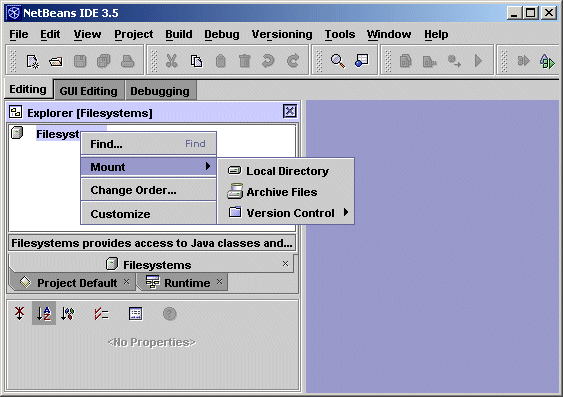 NetBeans IDE 3.5
File Edit View Project Build Debug Versioning Tools Window Help
Editing GUI Editing Debugging
Explorer [Filesystems]
Filesyst
Find... Find
Mount
Local Directory
Archive Files
Change Order...
Version Control
Customize
Filesystems provides access to Java classes and...
Filesystems
Project Default Runtime
<No Properties>